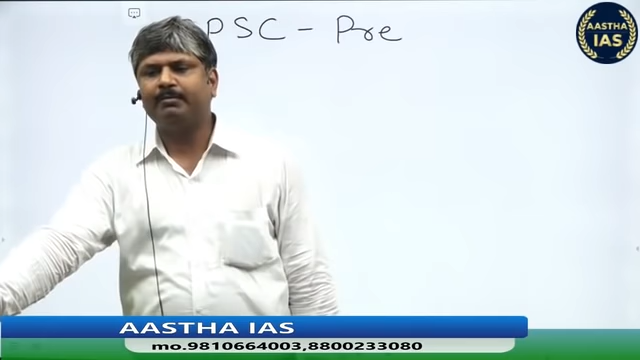 PSC - Pre
AASTHA
IAS
AASTHA IAS
mo.9810664003,8800233080